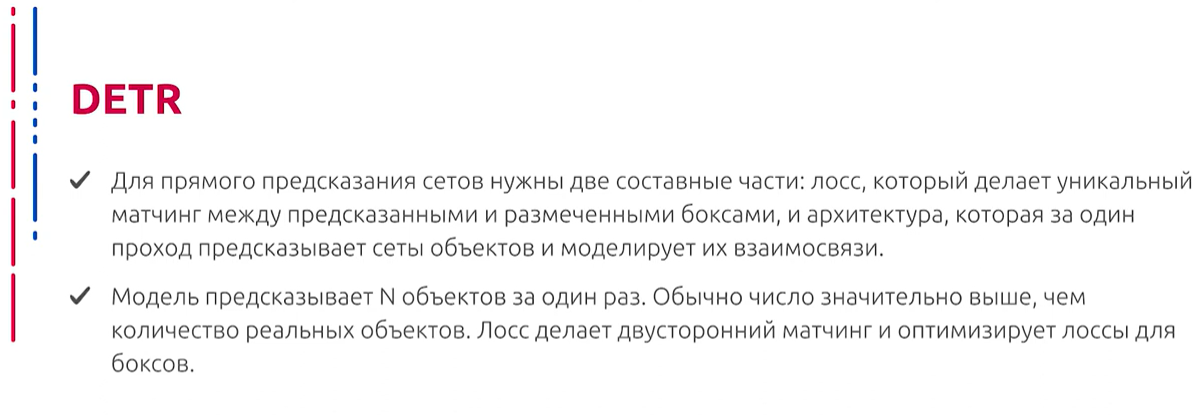 DETR
Для прямого предсказания сетов нужны две составные части: лосс, который делает уникальный
матчинг между предсказанными и размеченными боксами, и архитектура, которая за один
проход предсказывает сеты объектов и моделирует их взаимосвязи.
Модель предсказывает N объектов за один раз. Обычно число значительно выше, чем
количество реальных объектов. Лосс делает двусторонний матчинг и оптимизирует лоссы для
боксов.